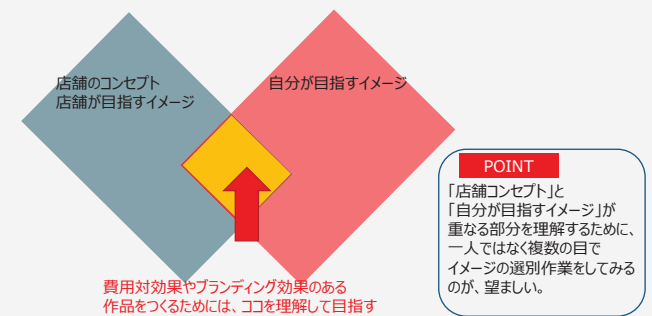 店舗のコンセプト
店舗が目指すイメージ
自分が目指すイメージ
POINT
「店舗コンセプト」と
「自分が目指すイメージ」が
重なる部分を理解するために、
一人ではなく複数の目で
イメージの選別作業をしてみる
のが、望ましい。
費用対効果やブランディング効果のある
作品をつくるためには、ココを理解して目指す